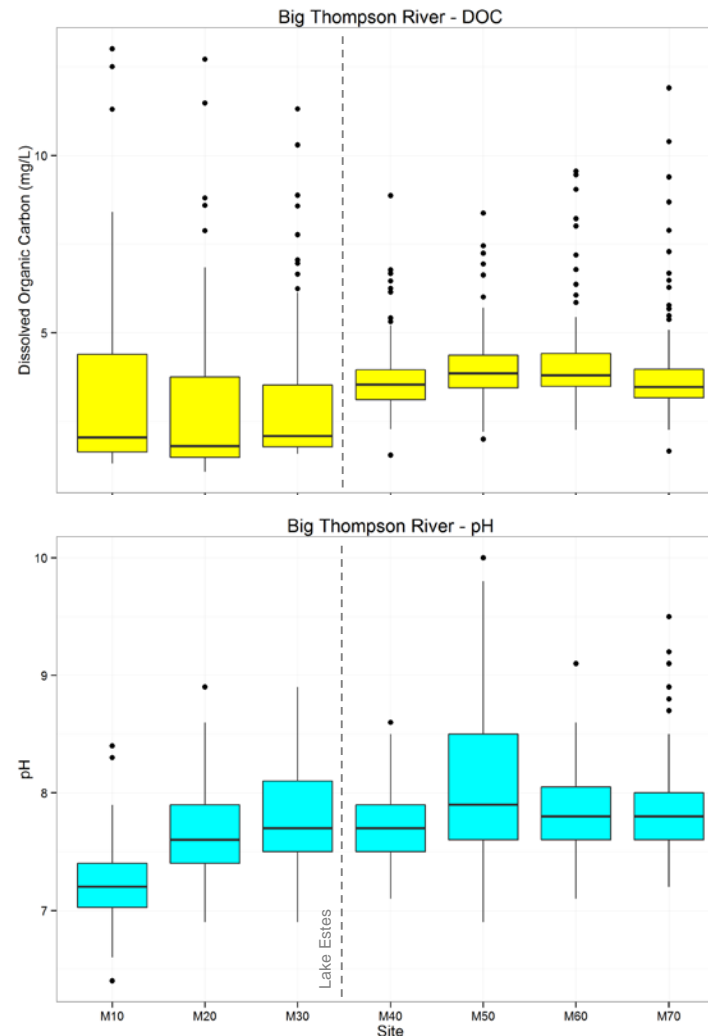 Big Thompson River - DOC
Dissolved Organic Carbon (mg/L)
10
5
Big Thompson River - pH
pH
10
9
8
7
Lake Estes
M10 M20 M30 M40 M50 M60 M70
Site